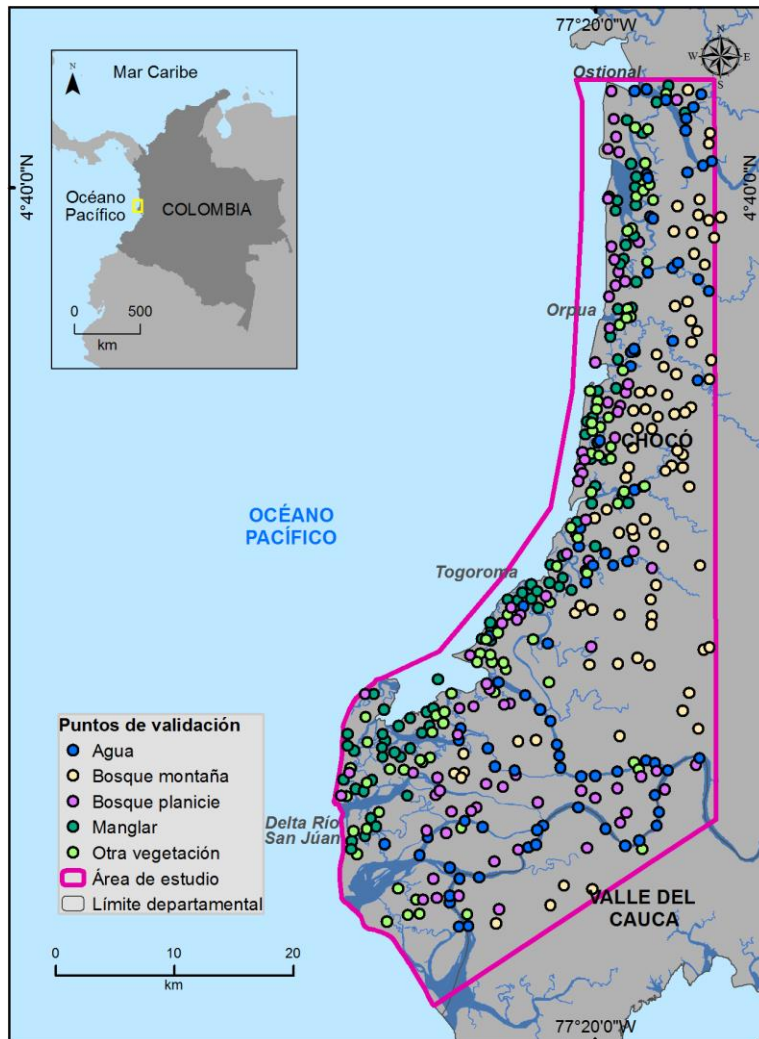 77°20'0"W
N
W
E
S
Ostional
N
Mar Caribe
Océano
Pacífico
COLOMBIA
0 500
km
4°40'0"N
4°40'0"N
Orpua
CHOCÓ
OCÉANO
PACÍFICO
Togoroma
Puntos de validación
Agua
Bosque montaña
Bosque planicie
Manglar
Otra vegetación
Área de estudio
Límite departamental
Delta Río
San Júan
VALLE DEL
CAUCA
0 10 20
km
77°20'0"W